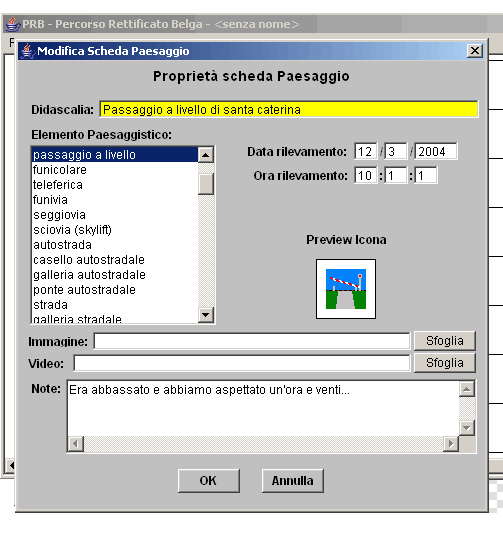 PRB - Percorso Rettificato Belga - <senza nome>
Modifica Scheda Paesaggio
Proprietà scheda Paesaggio
Didascalia: Passaggio a livello di santa caterina
Elemento Paesaggistico:
passaggio a livello
funicolare
teleferica
funivia
seggiovia
sciovia (skylift)
autostrada
casello autostradale
galleria autostradale
ponte autostradale
strada
galleria stradale
Data rilevamento: 12 / 3 / 2004
Ora rilevamento: 10 : 1 : 1
Preview Icona
Immagine: Sfoglia
Video: Sfoglia
Note: Era abbassato e abbiamo aspettato un'ora e venti...
OK Annulla